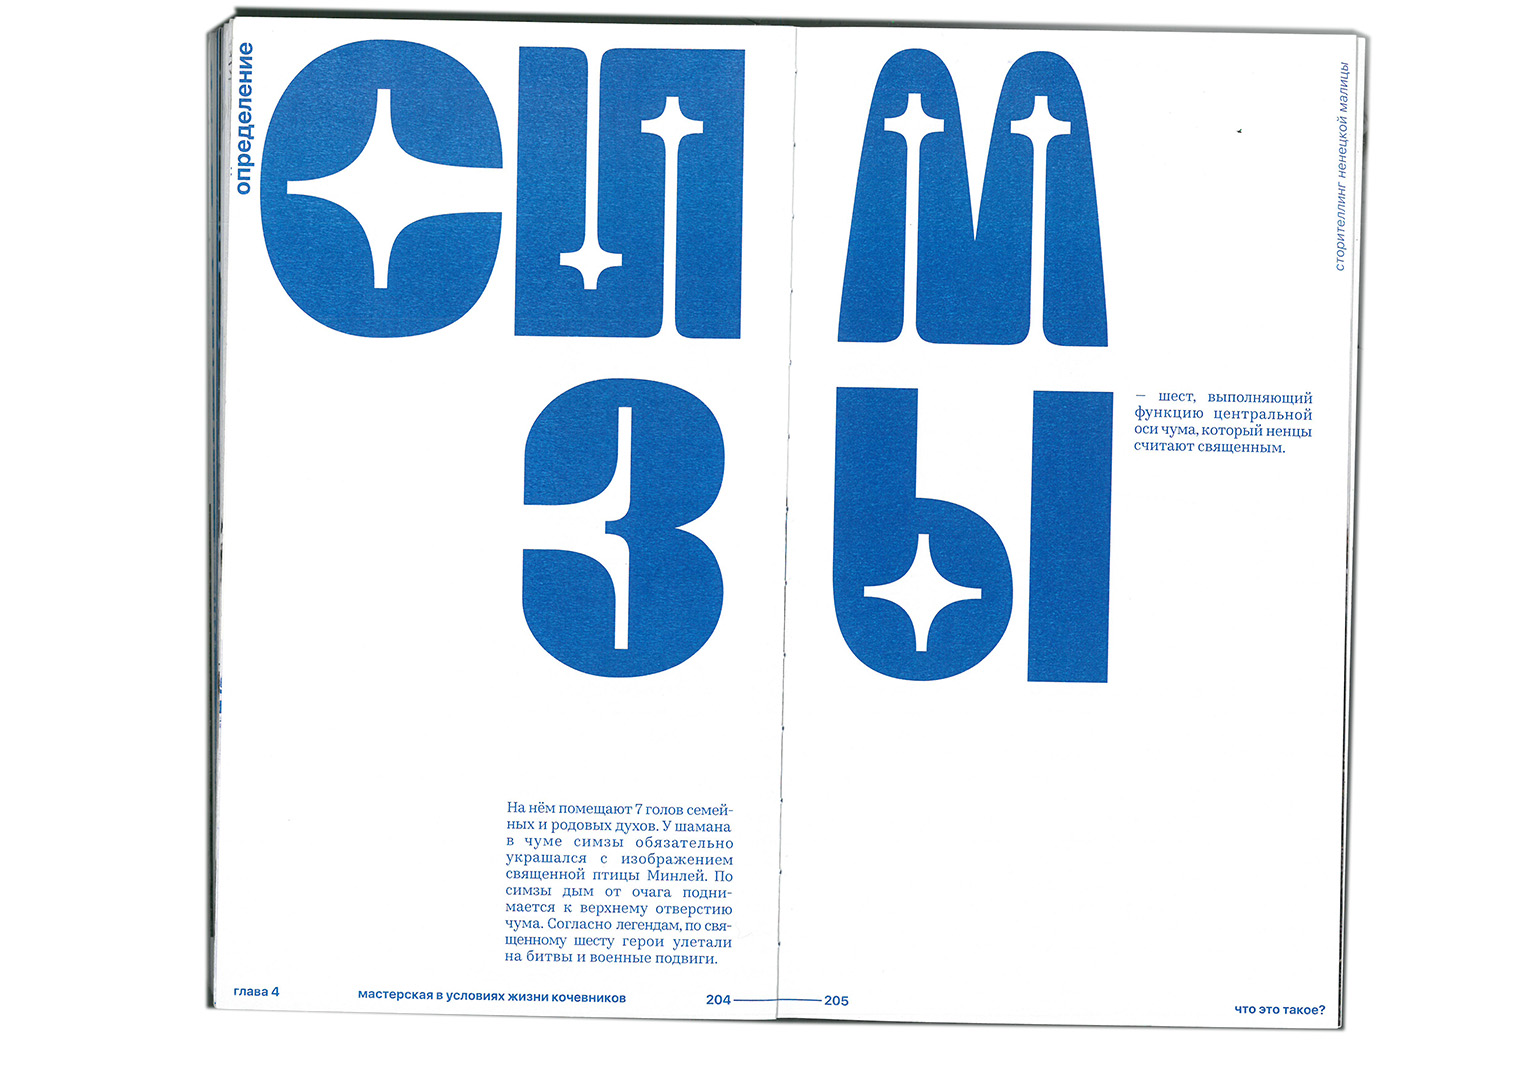 определение
СИМ
ЗЫ
сторителлинг ненецкой малицы
— шест, выполняющий
функцию центральной
оси чума, который ненцы
считают священным.
На нём помещают 7 голов семей-
ных и родовых духов. У шамана
в чуме симзы обязательно
украшался с изображением
священной птицы Минлей. По
симзы дым от очага подни-
мается к верхнему отверстию
чума. Согласно легендам, по свя-
щенному шесту герои улетали
на битвы и военные подвиги.
глава 4
мастерская в условиях жизни кочевников
204 205
что это такое?